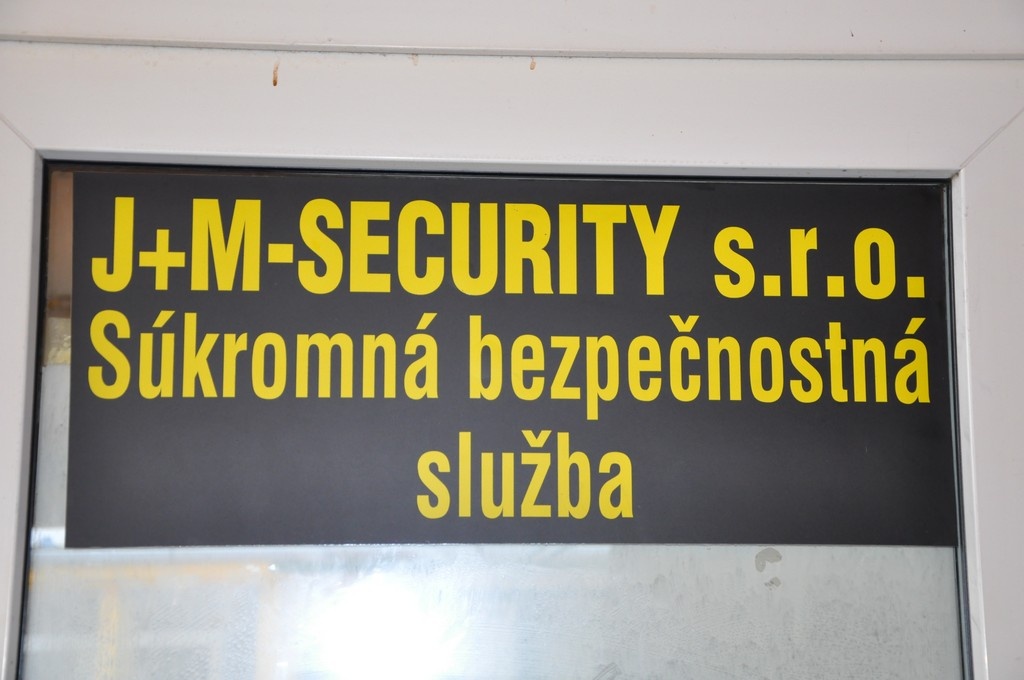 J+M-SECURITY s.r.o.
Súkromná bezpečnostná
služba